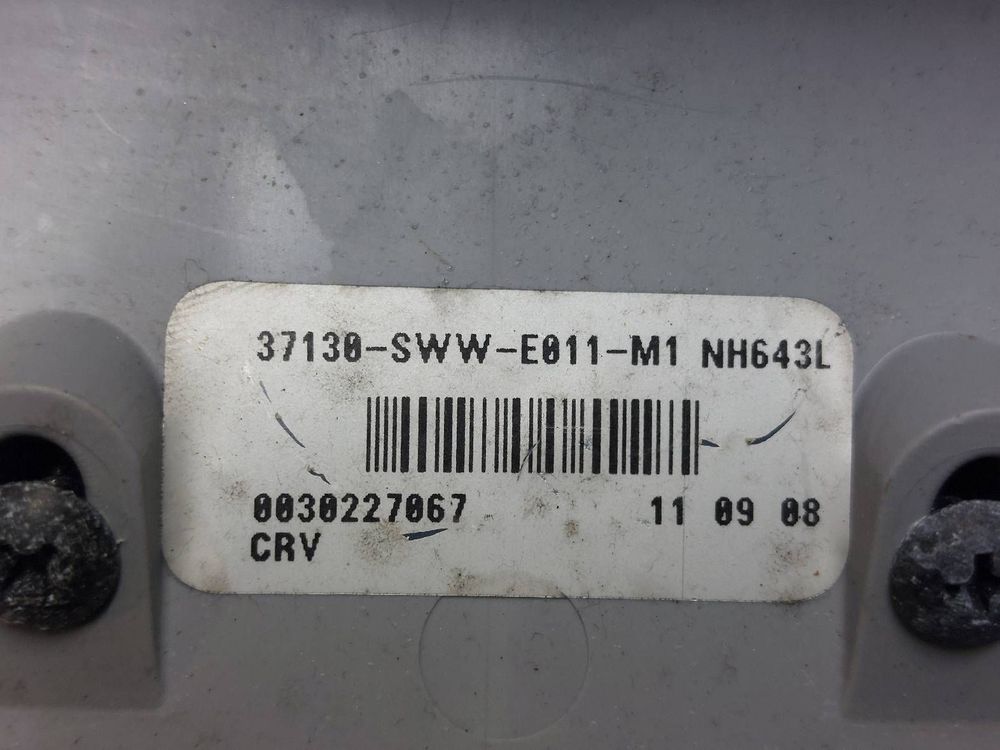 37130-SWW-E011-M1 NH643L
0030227067 11 09 08
CRV